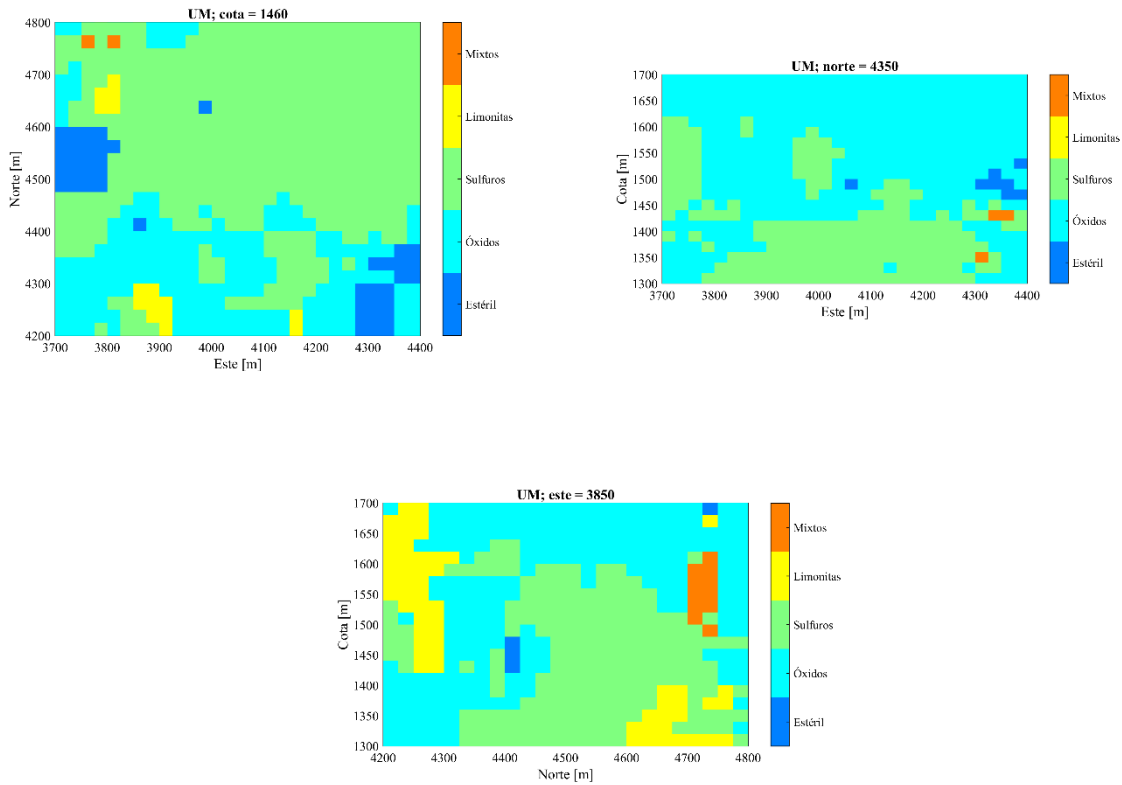 UM; cota = 1460
4800
4700
4600
4500
4400
4300
4200
Norte [m]
3700 3800 3900 4000 4100 4200 4300 4400
Este [m]
Mixtos
Limonitas
Sulfuros
Óxidos
Estéril
UM; norte = 4350
1700
1650
1600
1550
1500
1450
1400
1350
1300
Cota [m]
3700 3800 3900 4000 4100 4200 4300 4400
Este [m]
Mixtos
Limonitas
Sulfuros
Óxidos
Estéril
UM; este = 3850
1700
1650
1600
1550
1500
1450
1400
1350
1300
Cota [m]
4200 4300 4400 4500 4600 4700 4800
Norte [m]
Mixtos
Limonitas
Sulfuros
Óxidos
Estéril